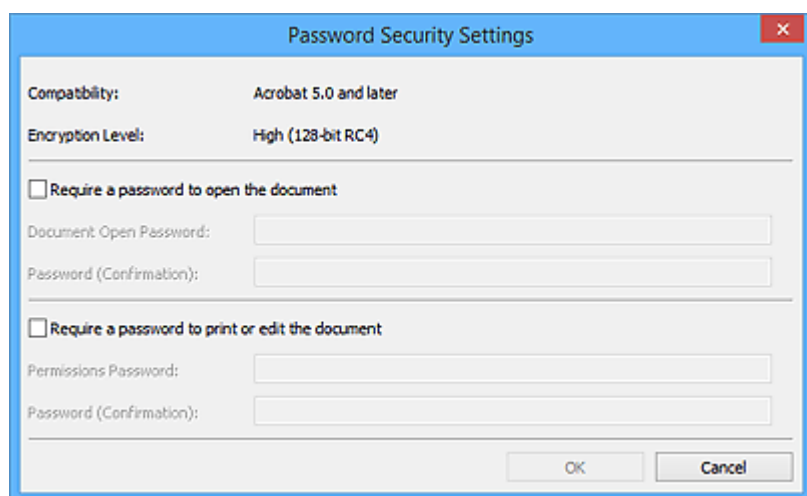 Password Security Settings
Compatibility: Acrobat 5.0 and later
Encryption Level: High (128-bit RC4)
Require a password to open the document
Document Open Password:
Password (Confirmation):
Require a password to print or edit the document
Permissions Password:
Password (Confirmation):
OK Cancel